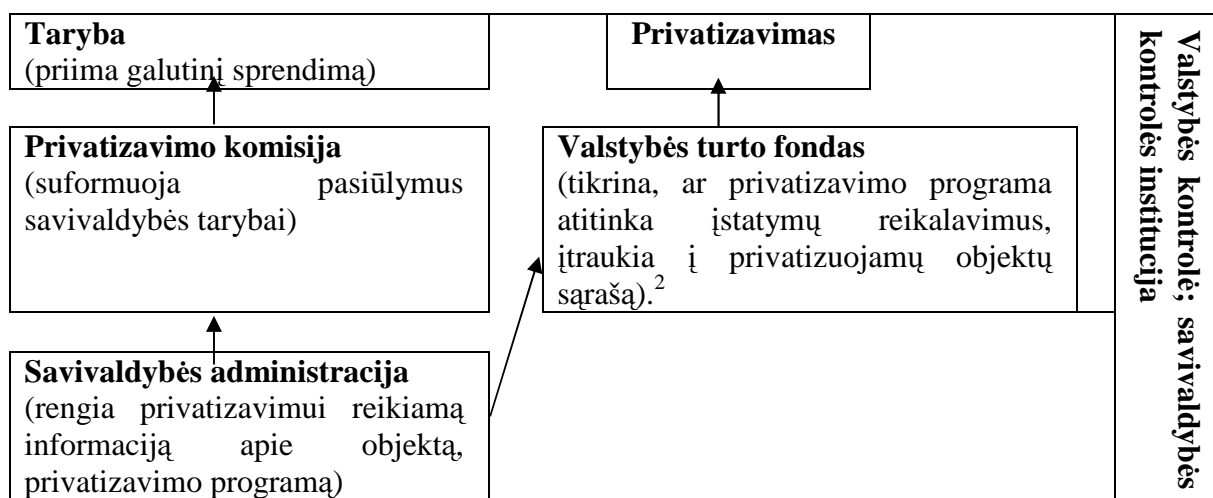 Taryba
(priima galutinį sprendimą)
Privatizavimas
Privatizavimo komisija
(suformuoja pasiūlymus
savivaldybės tarybai)
Valstybės turto fondas
(tikrina, ar privatizavimo programa
atitinka įstatymų reikalavimus,
įtraukia į privatizuojamų objektų
sąrašą).²
Savivaldybės administracija
(rengia privatizavimui reikiamą
informaciją apie objektą,
privatizavimo programą)
Valstybės kontrolė; savivaldybės
kontrolės institucija